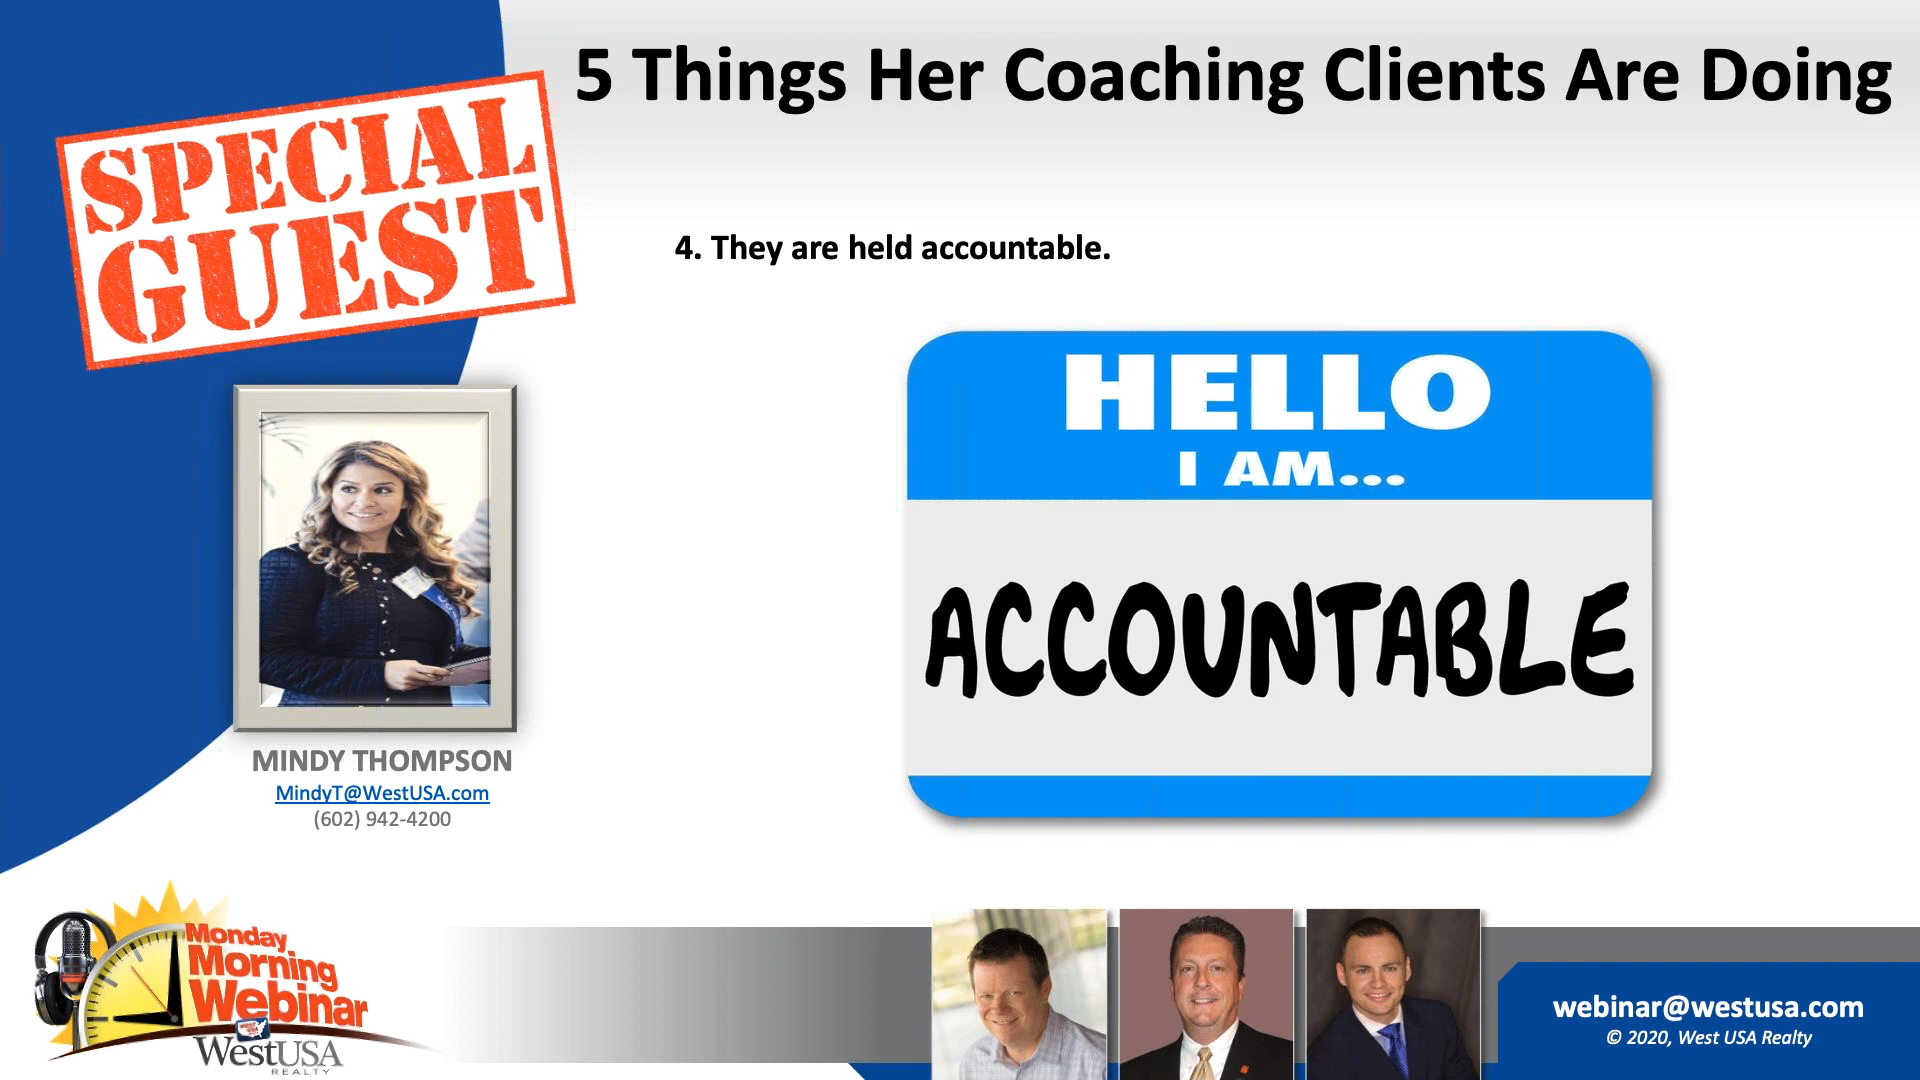 5 Things Her Coaching Clients Are Doing
SPECIAL
GUEST
4. They are held accountable.
HELLO
I AM...
ACCOUNTABLE
MINDY THOMPSON
MindyT@WestUSA.com
(602) 942-4200
Monday
Morning
Webinar
WestUSA
REALTY
webinar@westusa.com
© 2020, West USA Realty